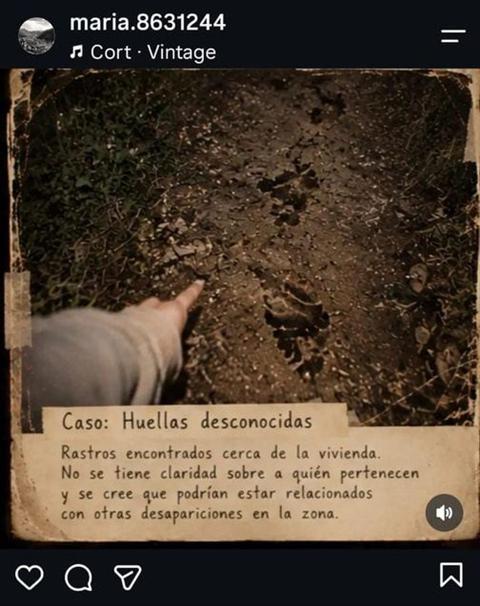 maria.8631244
Cort · Vintage
Caso: Huellas desconocidas
Rastros encontrados cerca de la vivienda.
No se tiene claridad sobre a quién pertenecen
y se cree que podrían estar relacionados
con otras desapariciones en la zona.